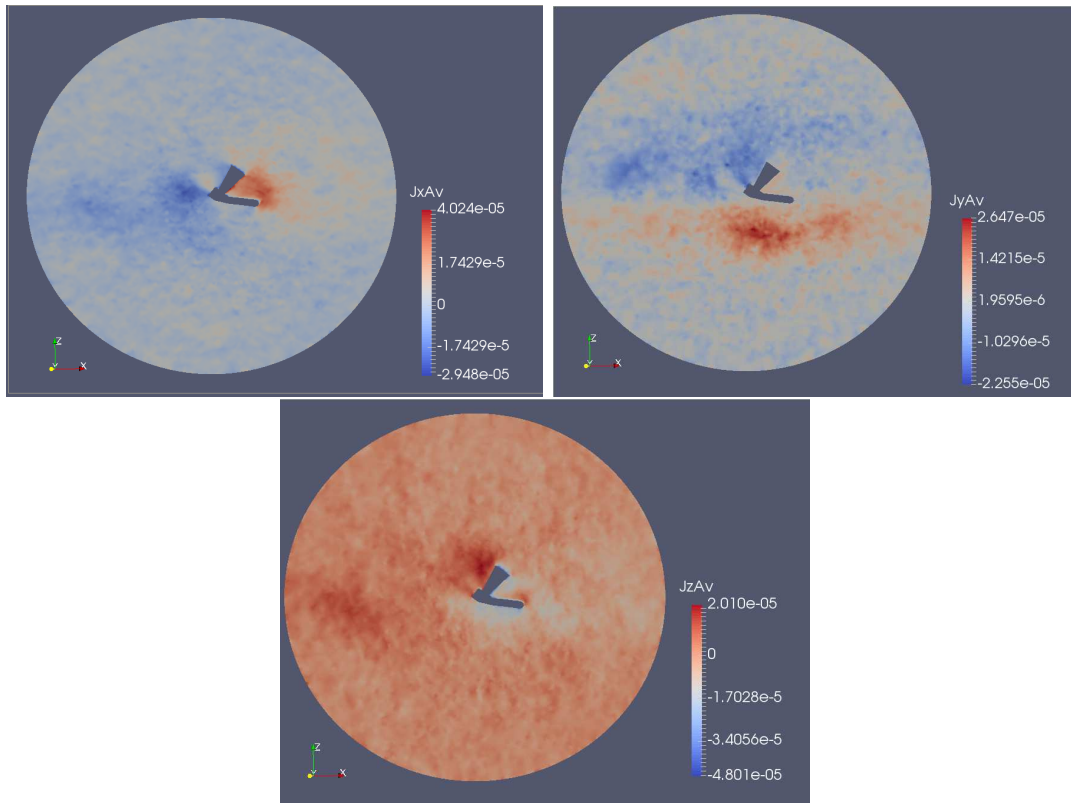 JxAv
4.024e-05
1.7429e-5
0
-1.7429e-5
-2.948e-05
Z
Y
X
JyAv
2.647e-05
1.4215e-5
1.9595e-6
-1.0296e-5
-2.255e-05
Z
Y
X
JzAv
2.010e-05
0
-1.7028e-5
-3.4056e-5
-4.801e-05
Z
Y
X